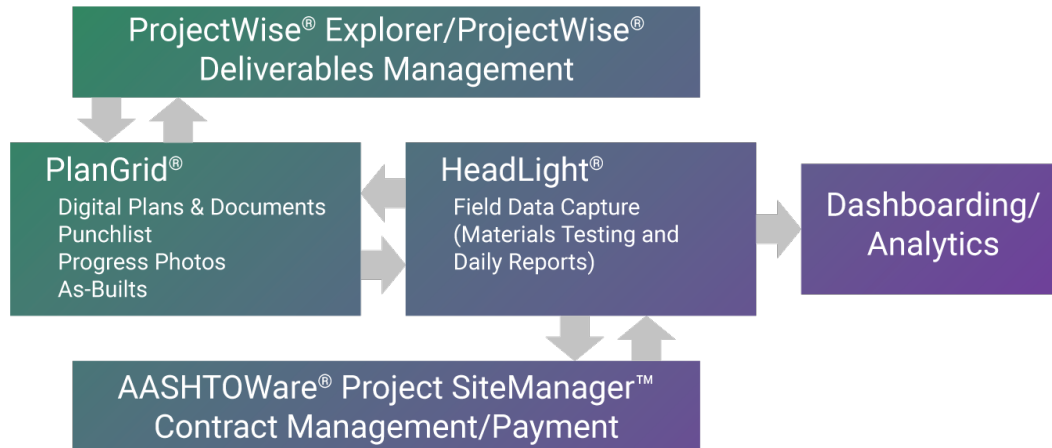 ProjectWise® Explorer/ProjectWise®
Deliverables Management
PlanGrid®
Digital Plans & Documents
Punchlist
Progress Photos
As-Builts
HeadLight®
Field Data Capture
(Materials Testing and
Daily Reports)
Dashboarding/
Analytics
AASHTOWare® Project SiteManager™
Contract Management/Payment